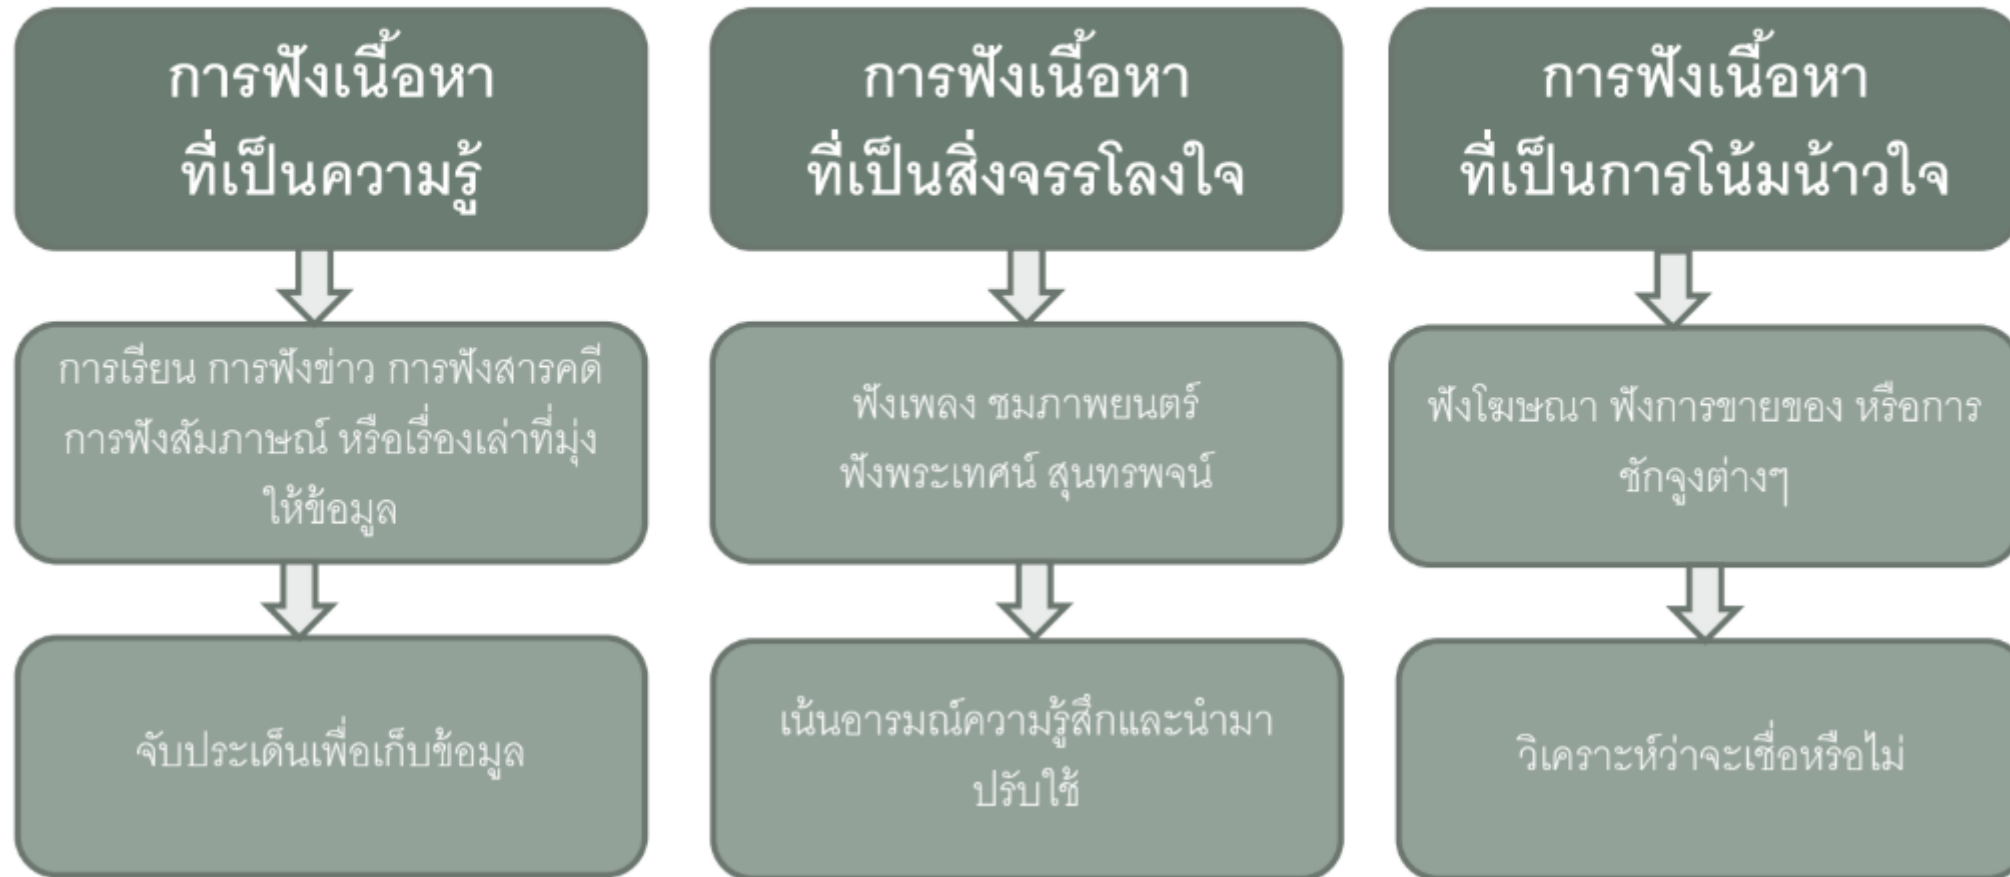 การฟังเนื้อหา
ที่เป็นความรู้
การเรียน การฟังข่าว การฟังสารคดี
การฟังสัมภาษณ์ หรือเรื่องเล่าที่มุ่ง
ให้ข้อมูล
จับประเด็นเพื่อเก็บข้อมูล
การฟังเนื้อหา
ที่เป็นสิ่งจรรโลงใจ
ฟังเพลง ชมภาพยนตร์
ฟังพระเทศน์ สุนทรพจน์
เน้นอารมณ์ความรู้สึกและนำมา
ปรับใช้
การฟังเนื้อหา
ที่เป็นการโน้มน้าวใจ
ฟังโฆษณา ฟังการขายของ หรือการ
ชักจูงต่างๆ
วิเคราะห์ว่าจะเชื่อหรือไม่